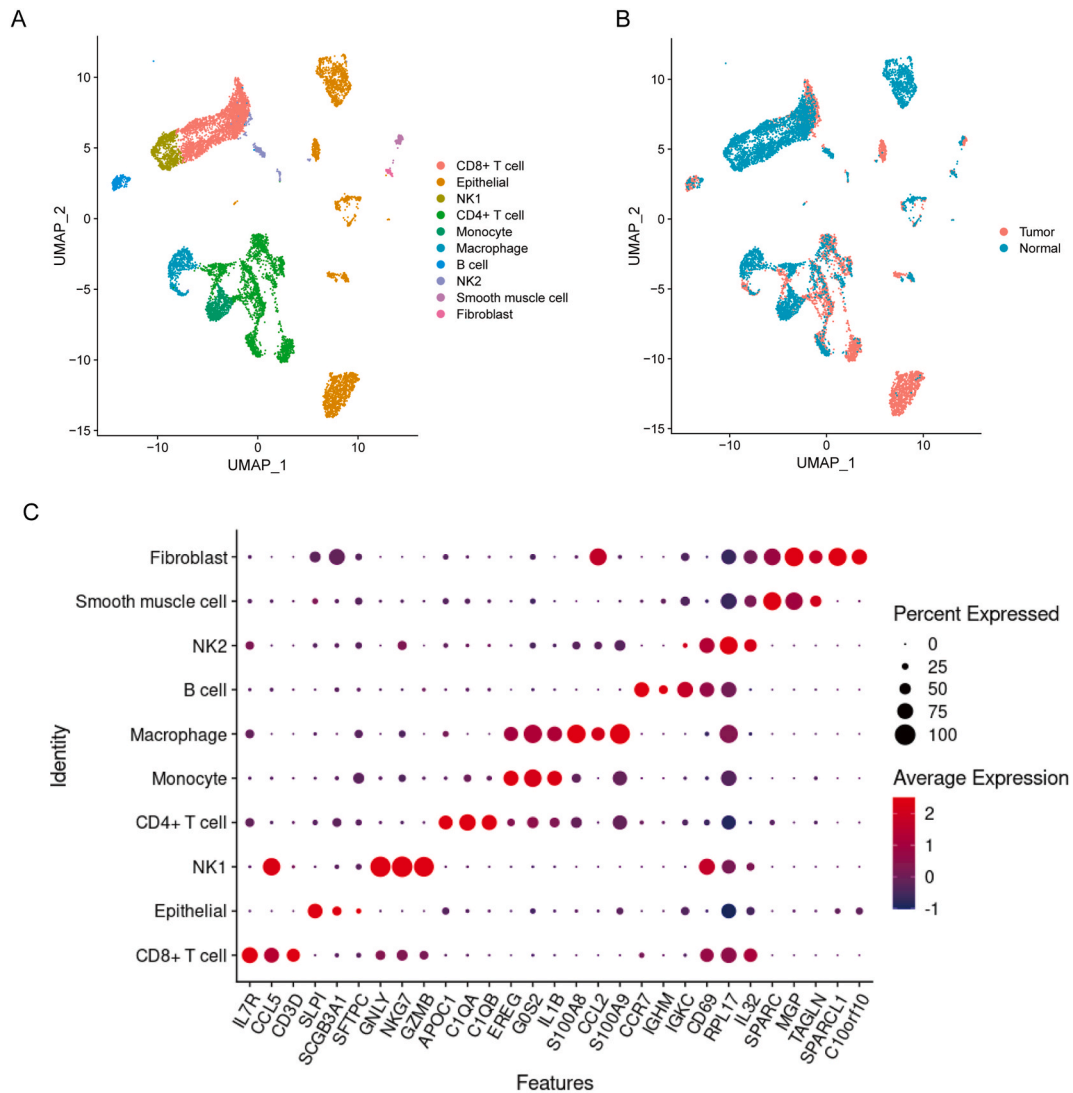 A
10
5
0
−5
−10
−15
UMAP_2
−10
0
10
UMAP_1
CD8+ T cell
Epithelial
NK1
CD4+ T cell
Monocyte
Macrophage
B cell
NK2
Smooth muscle cell
Fibroblast
B
10
5
0
−5
−10
−15
UMAP_2
−10
0
10
UMAP_1
Tumor
Normal
C
Identity
Fibroblast
Smooth muscle cell
NK2
B cell
Macrophage
Monocyte
CD4+ T cell
NK1
Epithelial
CD8+ T cell
IL7R
CCL5
CD3D
SLPI
SCGB3A1
SFTPC
GNLY
NKG7
GZMB
APOC1
C1QA
C1QB
EREG
G0S2
IL1B
S100A8
CCL2
S100A9
CCR7
IGHM
IGKC
CD69
RPL17
IL32
SPARC
MGP
TAGLN
SPARCL1
C10orf10
Features
Percent Expressed
0
25
50
75
100
Average Expression
2
1
0
-1